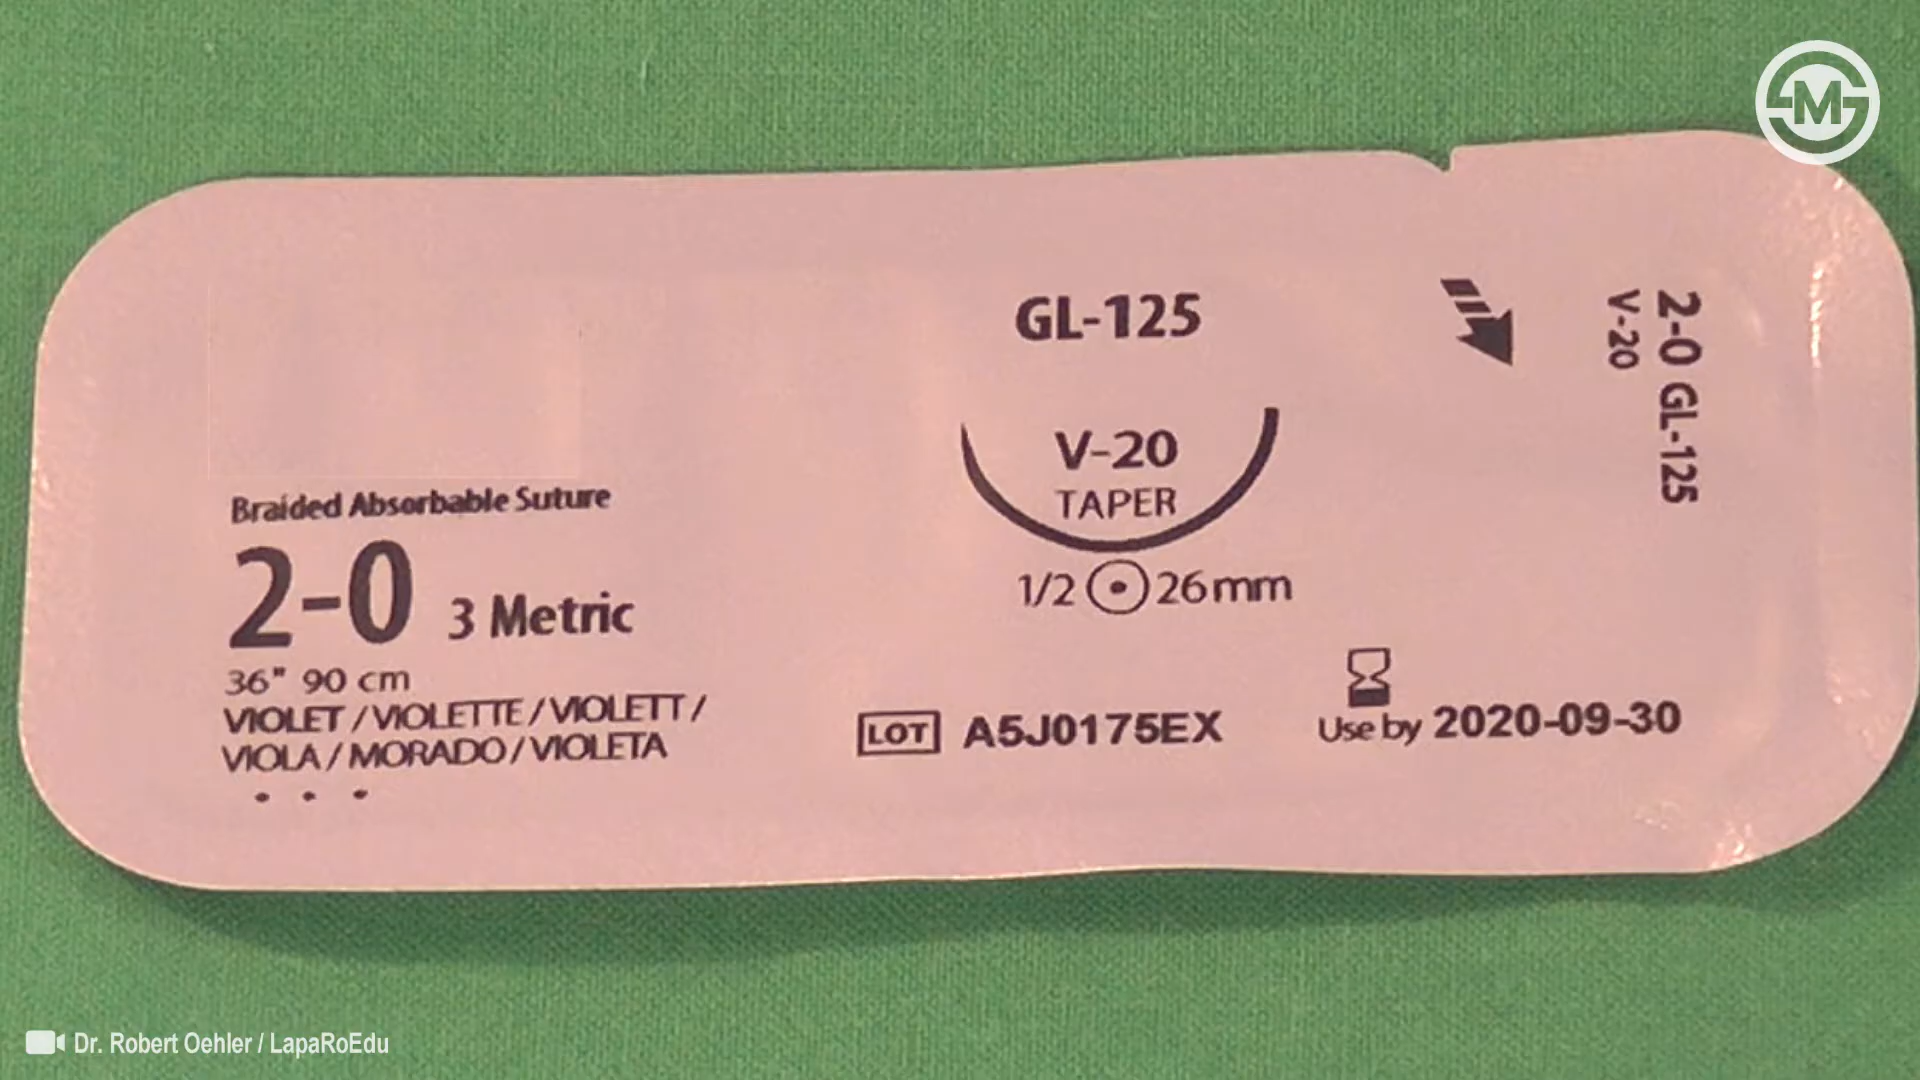 M
GL-125
2-0 GL-125
V-20
V-20
TAPER
1/2 26mm
Braided Absorbable Suture
2-0 3 Metric
36" 90 cm
VIOLET / VIOLETTE / VIOLETT /
VIOLA / MORADO / VIOLETA
LOT A5J0175EX
Use by 2020-09-30
Dr. Robert Oehler / LapaRoEdu